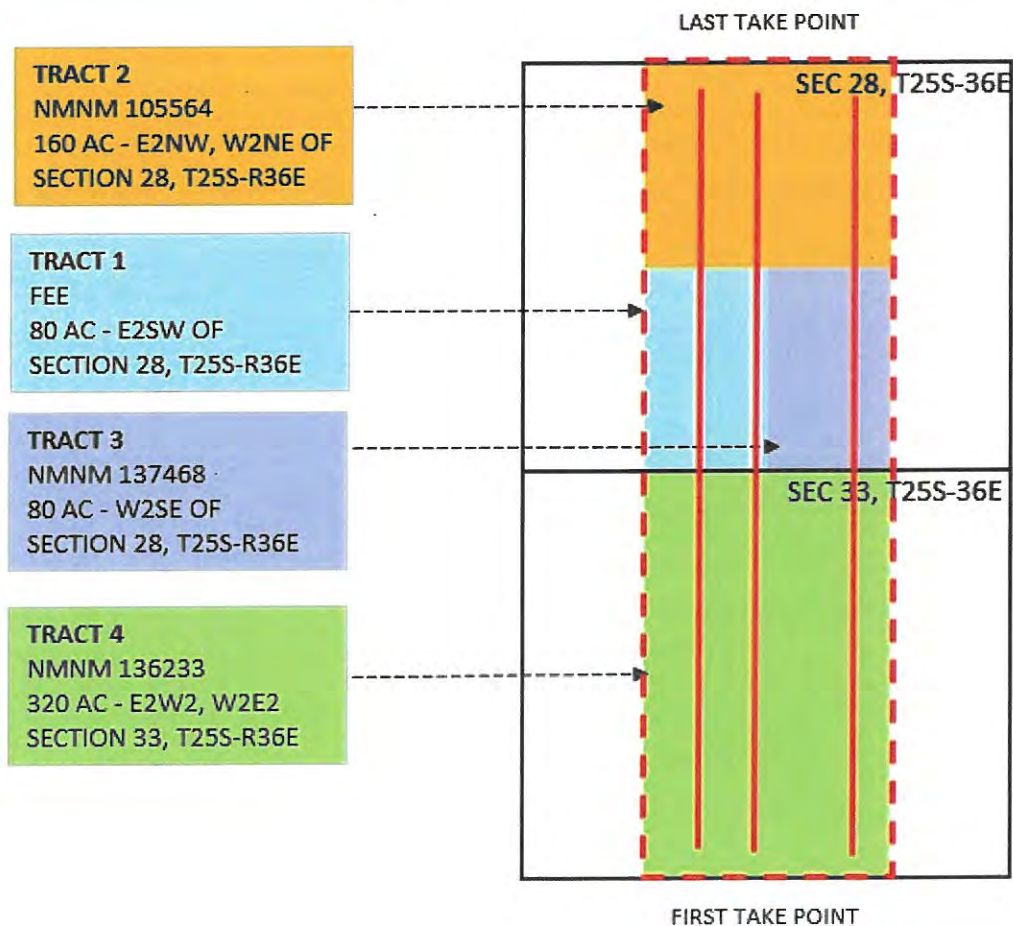 LAST TAKE POINT
TRACT 2
NMNM 105564
160 AC - E2NW, W2NE OF
SECTION 28, T25S-R36E
SEC 28, T25S-36E
TRACT 1
FEE
80 AC - E2SW OF
SECTION 28, T25S-R36E
TRACT 3
NMNM 137468
80 AC - W2SE OF
SECTION 28, T25S-R36E
SEC 33, T25S-36E
TRACT 4
NMNM 136233
320 AC - E2W2, W2E2
SECTION 33, T25S-R36E
FIRST TAKE POINT